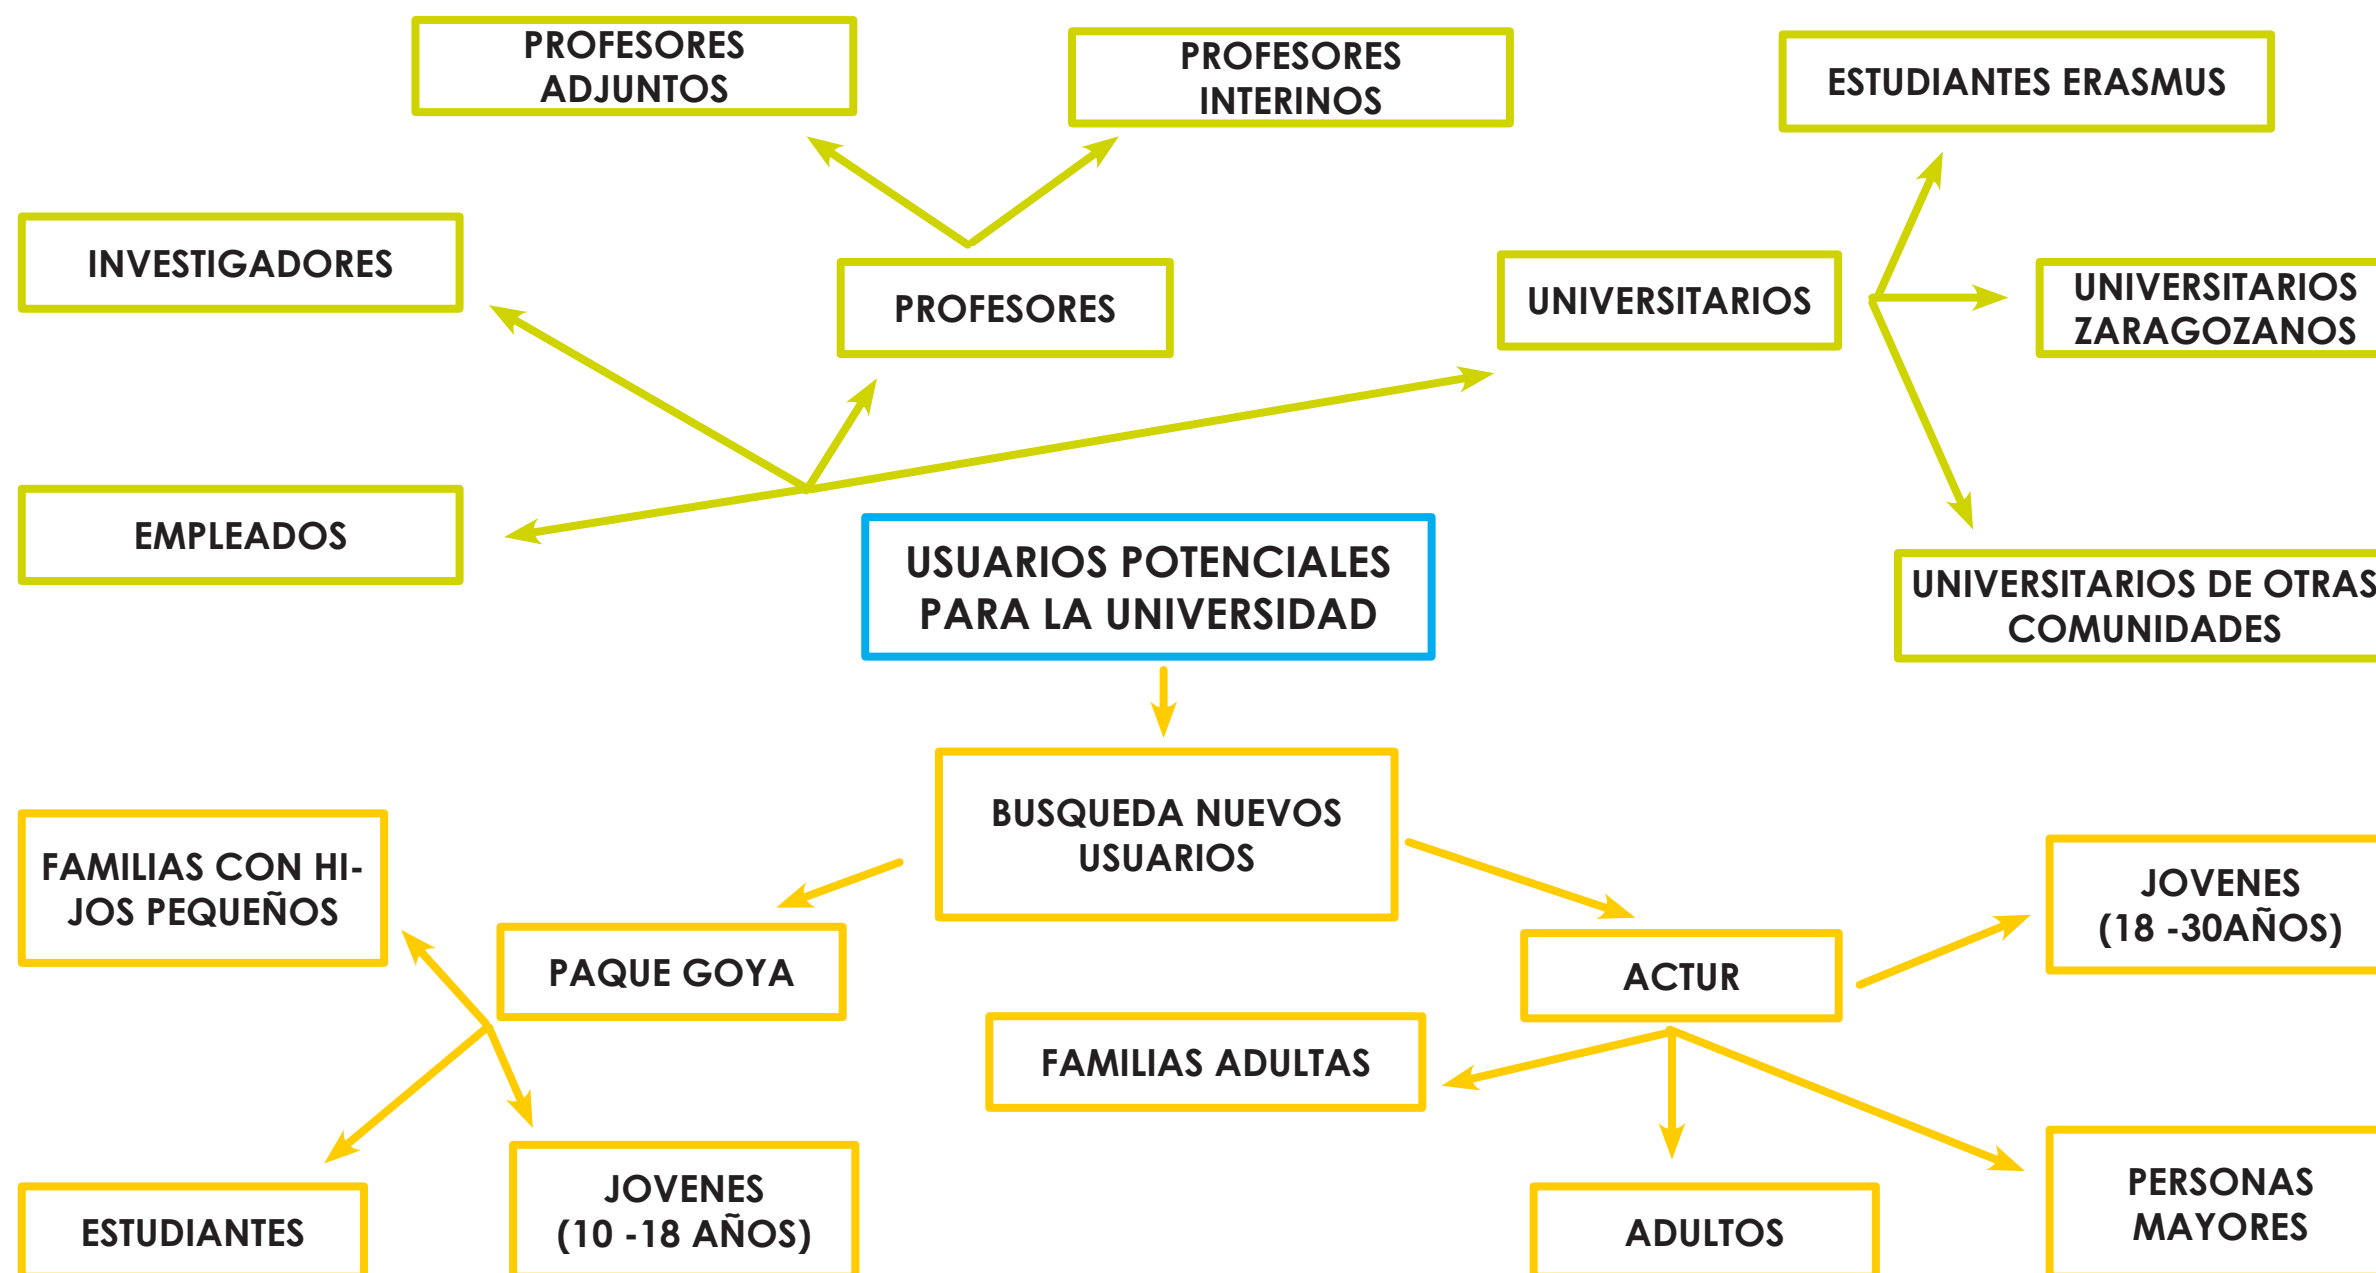 PROFESORES
ADJUNTOS
PROFESORES
INTERINOS
ESTUDIANTES ERASMUS
INVESTIGADORES
PROFESORES
UNIVERSITARIOS
UNIVERSITARIOS
ZARAGOZANOS
EMPLEADOS
USUARIOS POTENCIALES
PARA LA UNIVERSIDAD
UNIVERSITARIOS DE OTRAS
COMUNIDADES
BUSQUEDA NUEVOS
USUARIOS
FAMILIAS CON HI-
JOS PEQUEÑOS
JOVENES
(18 -30AÑOS)
PAQUE GOYA
ACTUR
FAMILIAS ADULTAS
ESTUDIANTES
JOVENES
(10 -18 AÑOS)
ADULTOS
PERSONAS
MAYORES